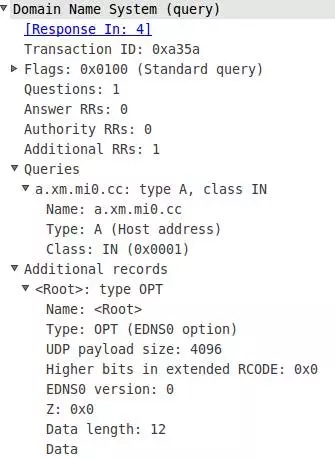 Domain Name System (query)
[Response In: 4]
Transaction ID: 0xa35a
Flags: 0x0100 (Standard query)
Questions: 1
Answer RRs: 0
Authority RRs: 0
Additional RRs: 1
Queries
a.xm.mi0.cc: type A, class IN
Name: a.xm.mi0.cc
Type: A (Host address)
Class: IN (0x0001)
Additional records
<Root>: type OPT
Name: <Root>
Type: OPT (EDNS0 option)
UDP payload size: 4096
Higher bits in extended RCODE: 0x0
EDNS0 version: 0
Z: 0x0
Data length: 12
Data